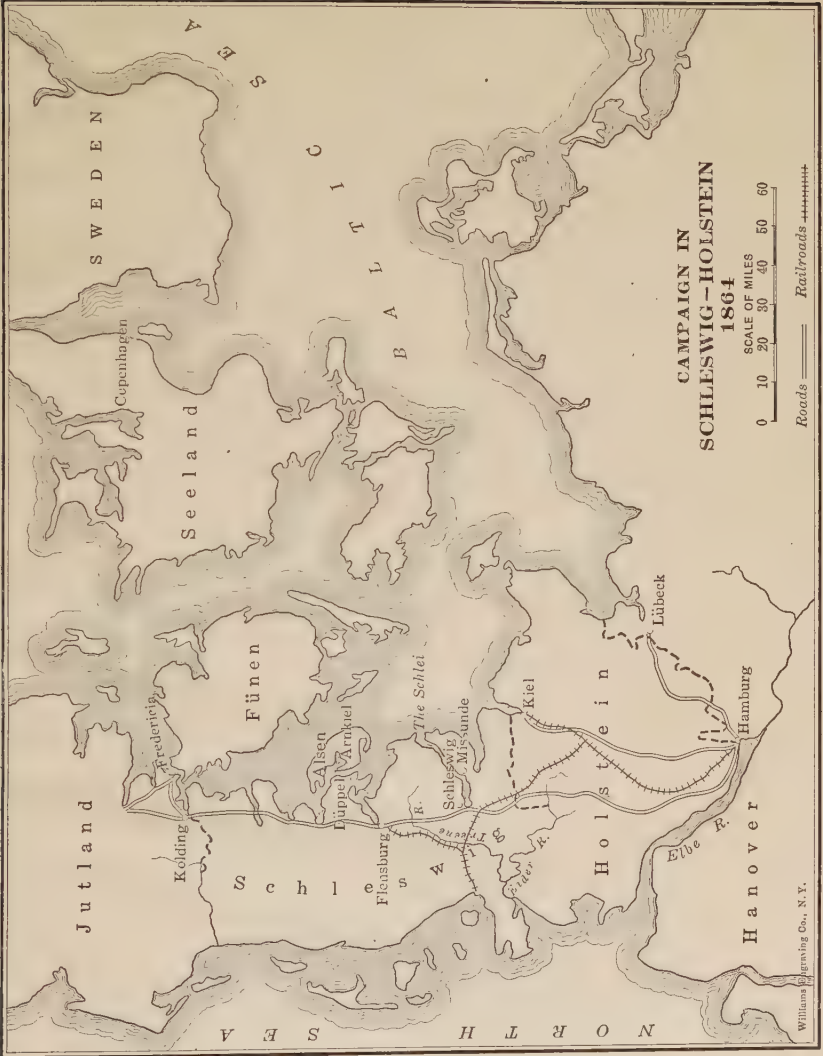 CAMPAIGN IN
SCHLESWIG–HOLSTEIN
1864
SCALE OF MILES
0 10 20 30 40 50 60
Roads Railroads
NORTH SEA
BALTIC SEA
SWEDEN
Jutland
Fredericia
Kolding
Fünen
Seeland
Copenhagen
Schleswig
Alsen
Arnkiel
Düppel
Flensburg
The Schlei
Schleswig
Missunde
Treene R.
Eider R.
Kiel
Holstein
Lübeck
Hamburg
Elbe R.
Hanover
Williams Engraving Co., N.Y.